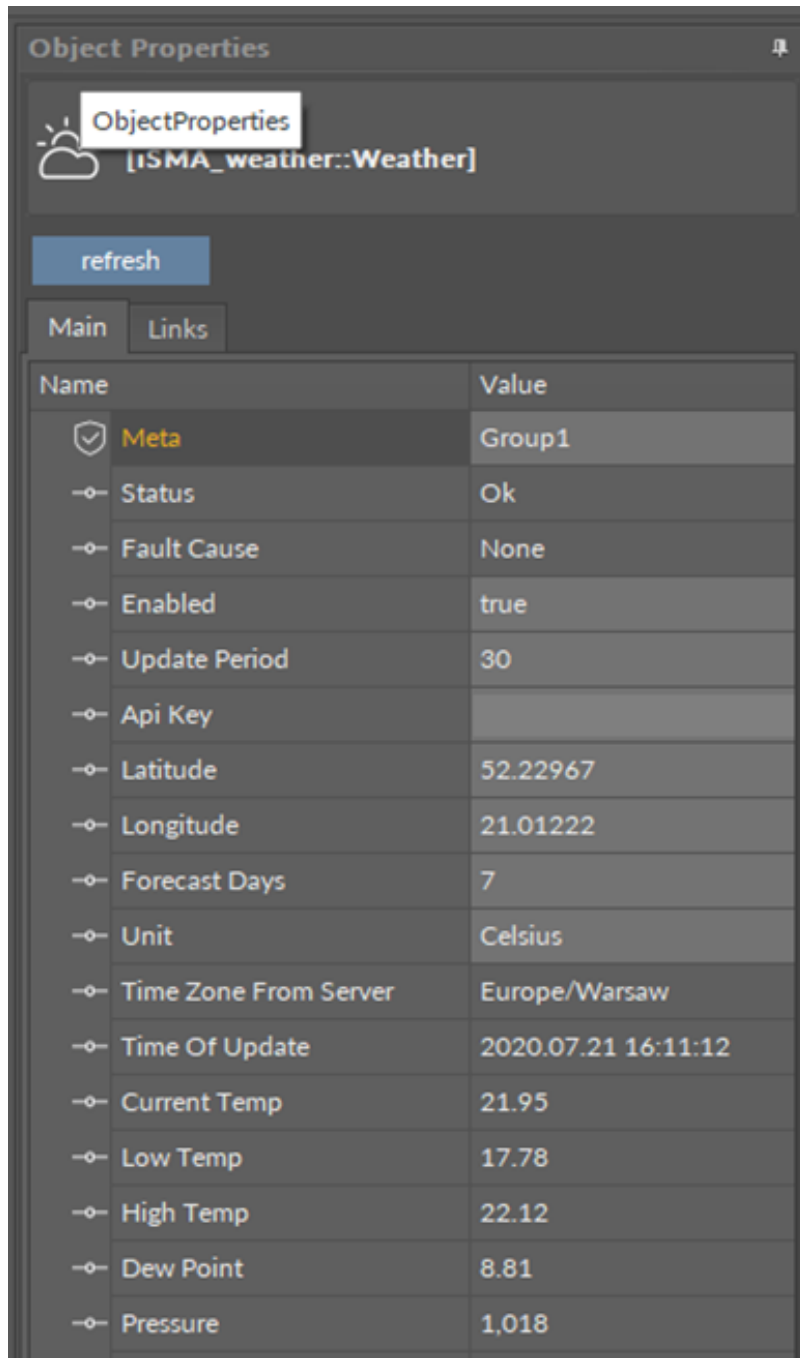 Object Properties
ObjectProperties
[iSMA_weather::Weather]
refresh
Main Links
Name Value
Meta Group1
Status Ok
Fault Cause None
Enabled true
Update Period 30
Api Key
Latitude 52.22967
Longitude 21.01222
Forecast Days 7
Unit Celsius
Time Zone From Server Europe/Warsaw
Time Of Update 2020.07.21 16:11:12
Current Temp 21.95
Low Temp 17.78
High Temp 22.12
Dew Point 8.81
Pressure 1,018